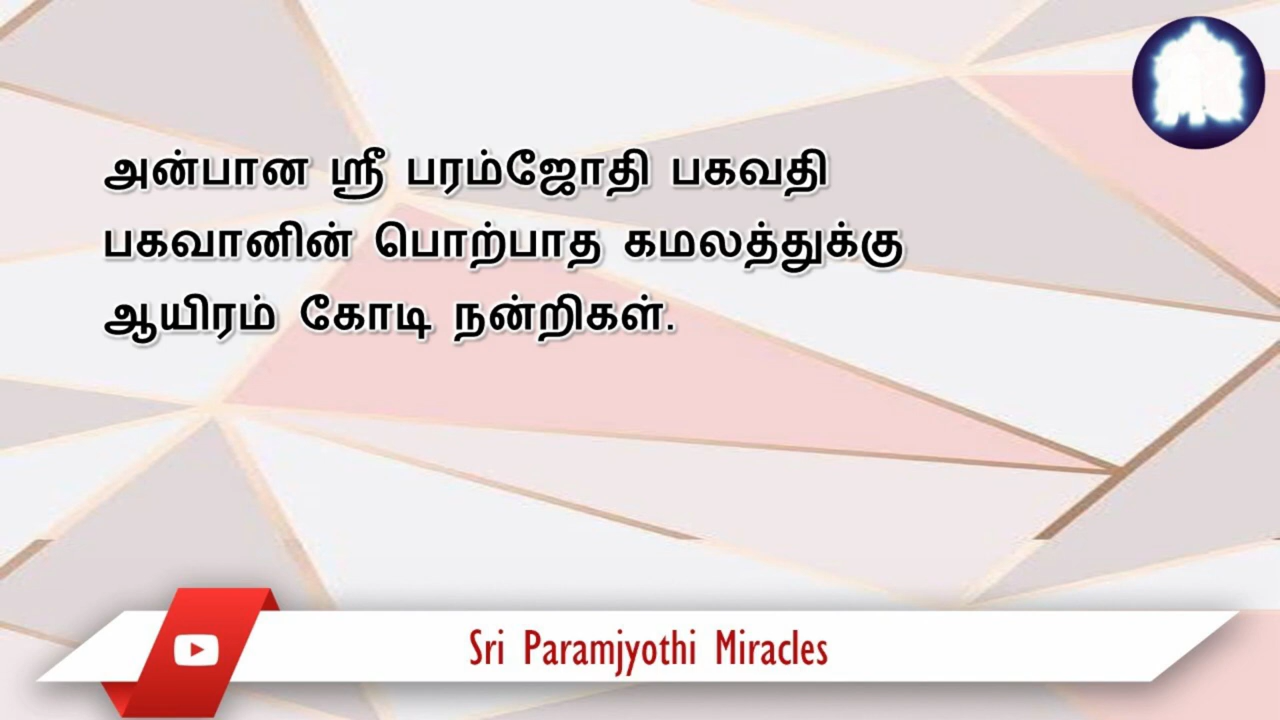 அன்பான ஸ்ரீ பரம்ஜோதி பகவதி
பகவானின் பொற்பாத கமலத்துக்கு
ஆயிரம் கோடி நன்றிகள்.
Sri Paramjyothi Miracles